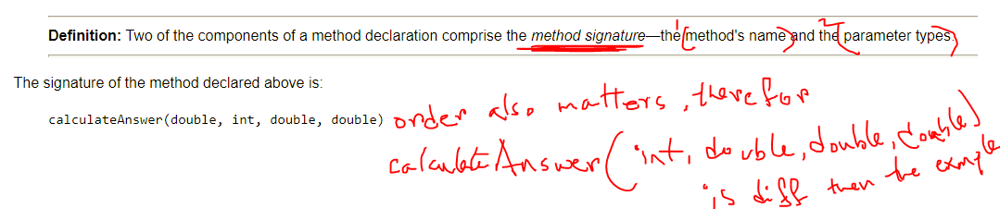 Definition: Two of the components of a method declaration comprise the method signature—the method's name and the parameter types.
1 2
The signature of the method declared above is:
calculateAnswer(double, int, double, double)
order also matters, therefor
calculateAnswer( int, double, double, double)
is diff then the example